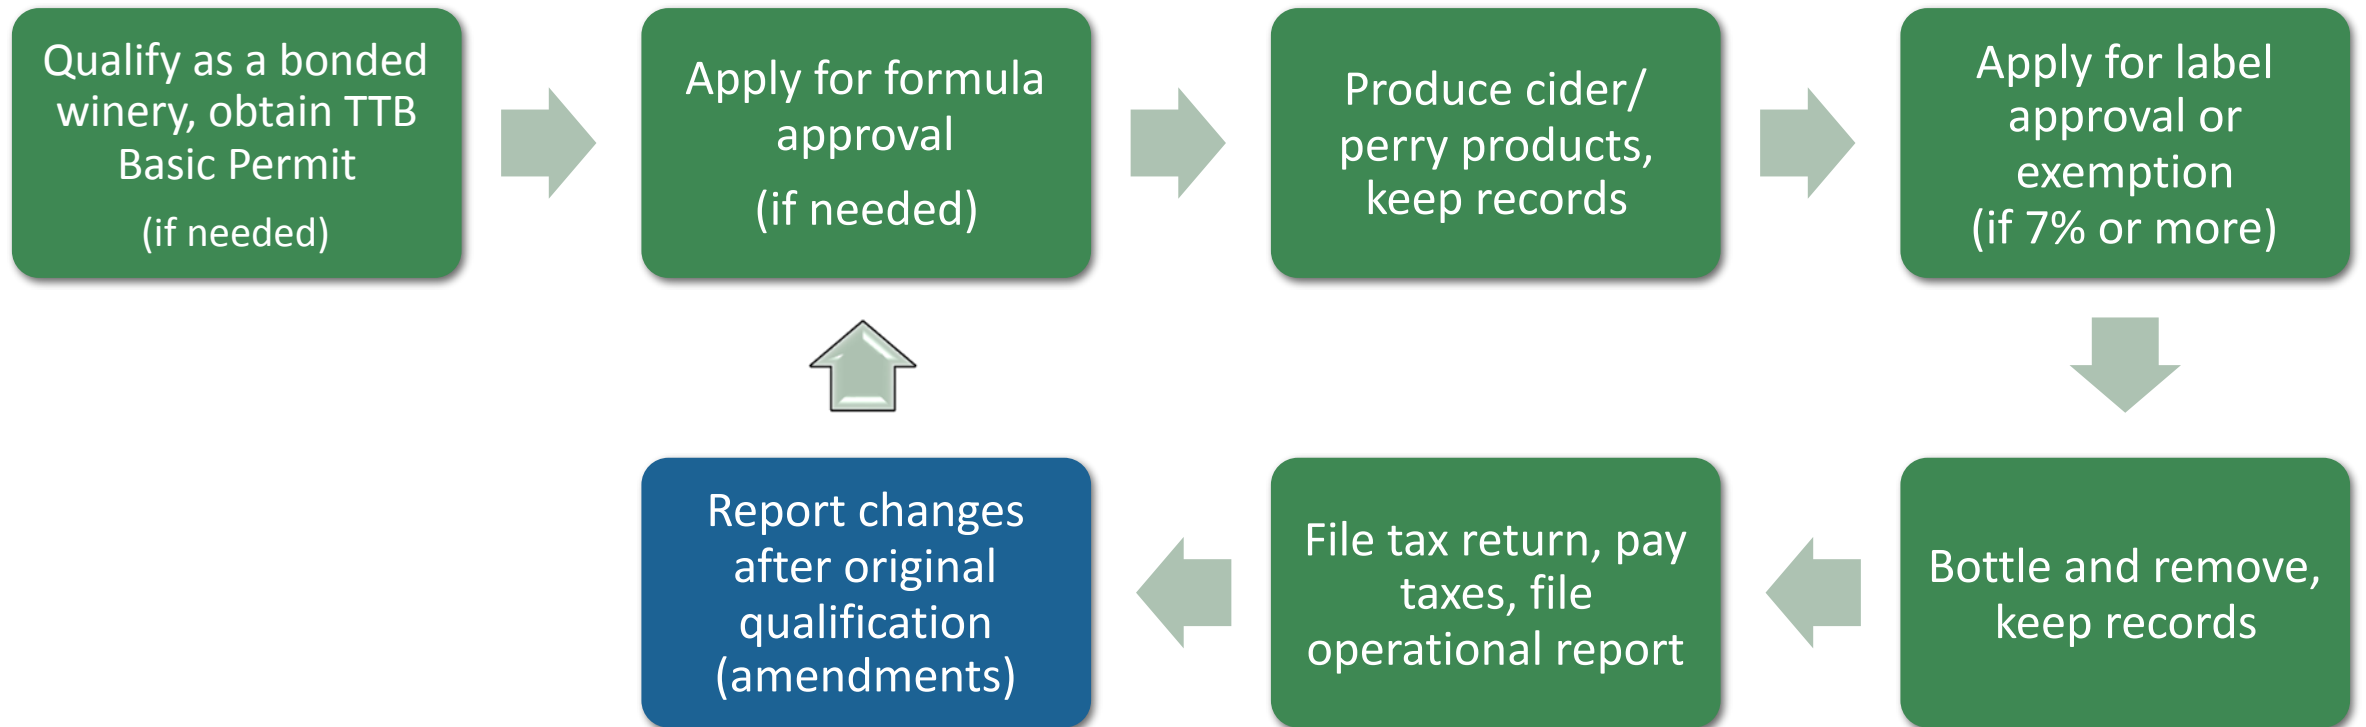 Qualify as a bonded
winery, obtain TTB
Basic Permit
(if needed)
Apply for formula
approval
(if needed)
Produce cider/
perry products,
keep records
Apply for label
approval or
exemption
(if 7% or more)
Bottle and remove,
keep records
File tax return, pay
taxes, file
operational report
Report changes
after original
qualification
(amendments)